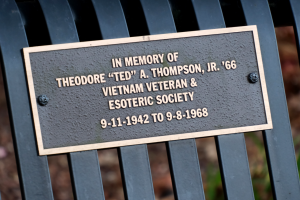 IN MEMORY OF
THEODORE "TED" A. THOMPSON, JR. '66
VIETNAM VETERAN &
ESOTERIC SOCIETY
9-11-1942 TO 9-8-1968